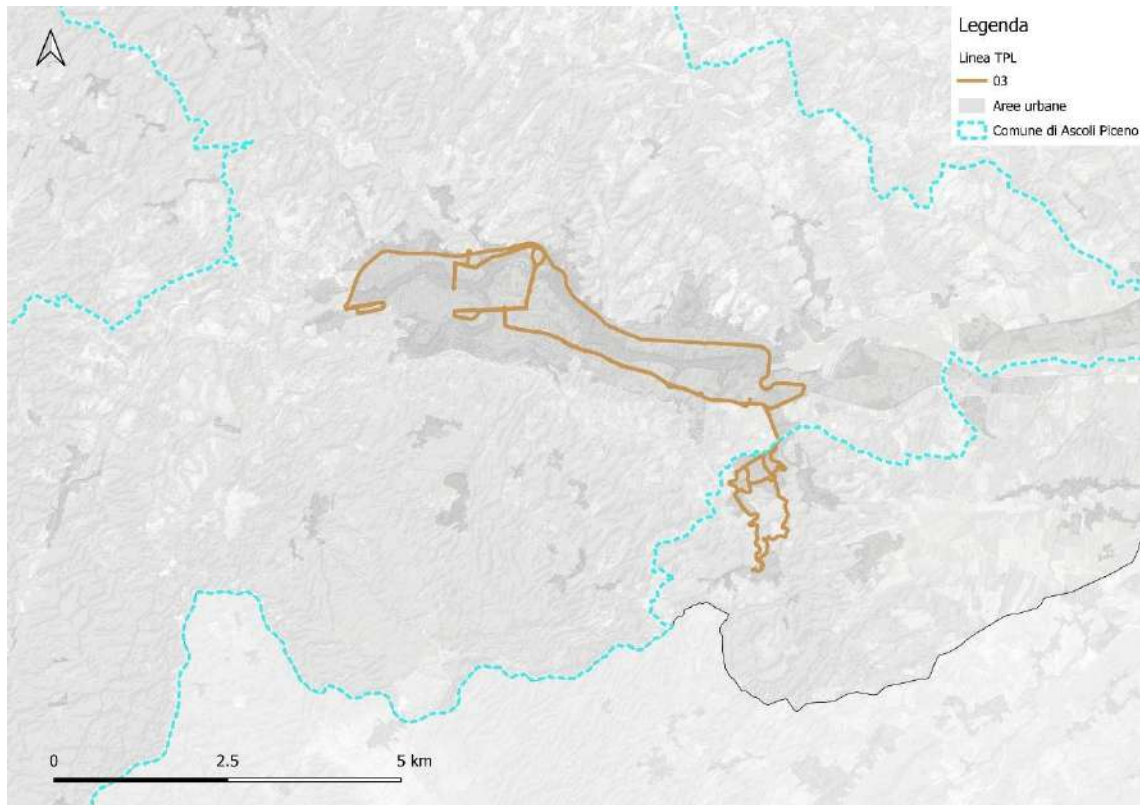 Legenda
Linea TPL
03
Aree urbane
Comune di Ascoli Piceno
0 2.5 5 km